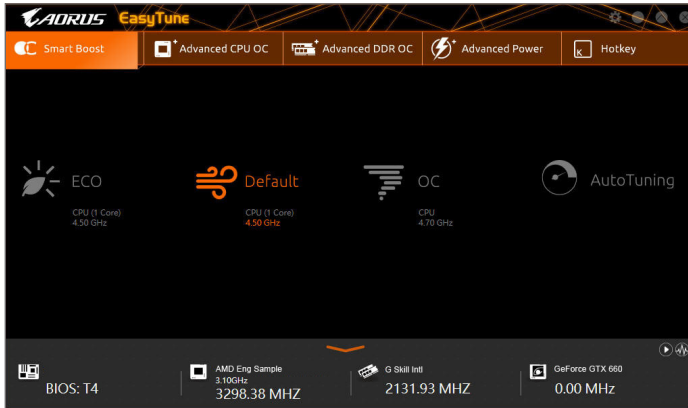 AORUS EasyTune
Smart Boost
Advanced CPU OC
Advanced DDR OC
Advanced Power
K
Hotkey
ECO
CPU (1 Core)
4.50 GHz
Default
CPU (1 Core)
4.50 GHz
OC
CPU
4.70 GHz
AutoTuning
BIOS: T4
AMD Eng Sample
3.10GHz
3298.38 MHZ
G Skill Intl
2131.93 MHZ
GeForce GTX 660
0.00 MHz